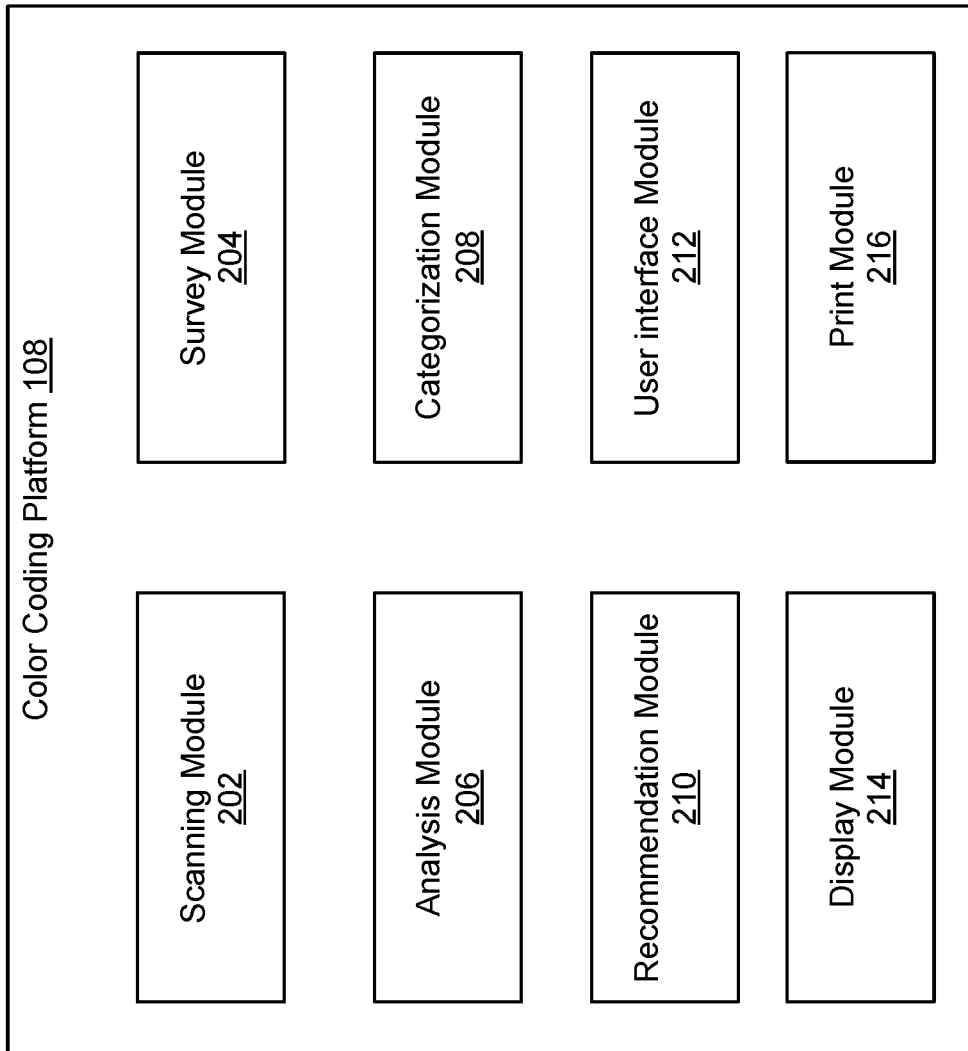 Color Coding Platform 108
Scanning Module
202
Survey Module
204
Analysis Module
206
Categorization Module
208
Recommendation Module
210
User interface Module
212
Display Module
214
Print Module
216